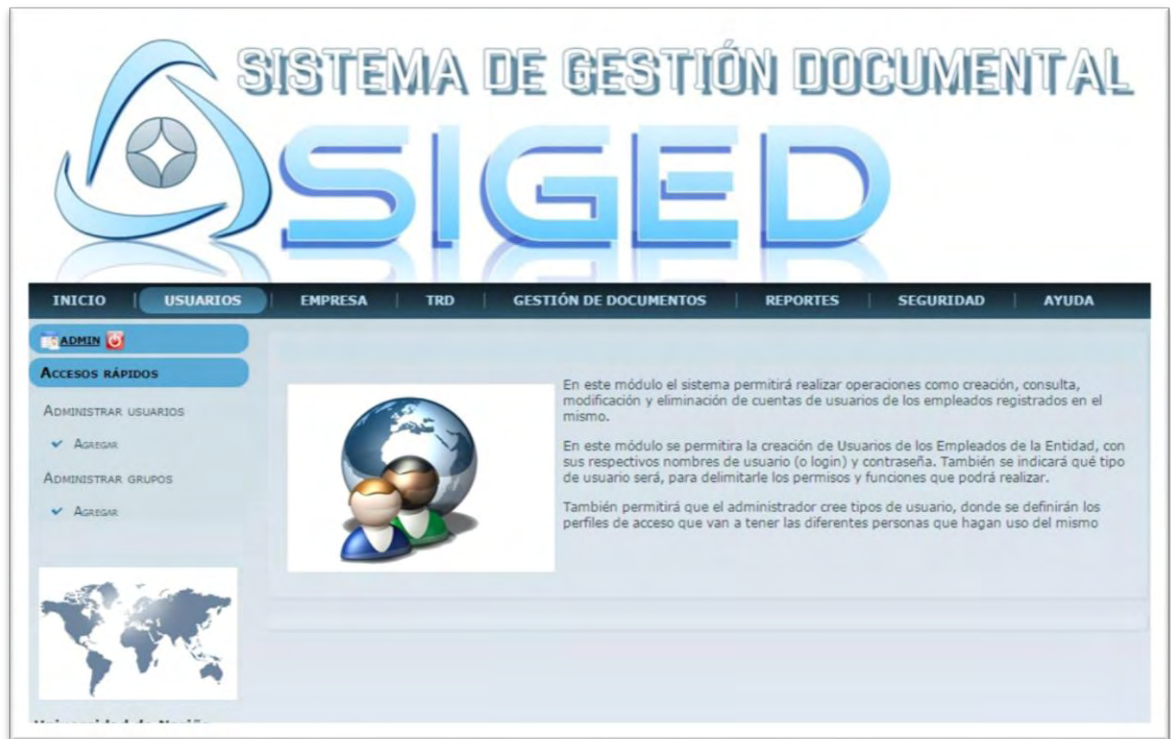 SISTEMA DE GESTIÓN DOCUMENTAL
SIGED
INICIO
USUARIOS
EMPRESA
TRD
GESTIÓN DE DOCUMENTOS
REPORTES
SEGURIDAD
AYUDA
ADMIN
ACCESOS RÁPIDOS
ADMINISTRAR USUARIOS
AGREGAR
ADMINISTRAR GRUPOS
AGREGAR
En este módulo el sistema permitirá realizar operaciones como creación, consulta,
modificación y eliminación de cuentas de usuarios de los empleados registrados en el
mismo.
En este módulo se permitira la creación de Usuarios de los Empleados de la Entidad, con
sus respectivos nombres de usuario (o login) y contraseña. También se indicará qué tipo
de usuario será, para delimitarle los permisos y funciones que podrá realizar.
También permitirá que el administrador cree tipos de usuario, donde se definirán los
perfiles de acceso que van a tener las diferentes personas que hagan uso del mismo